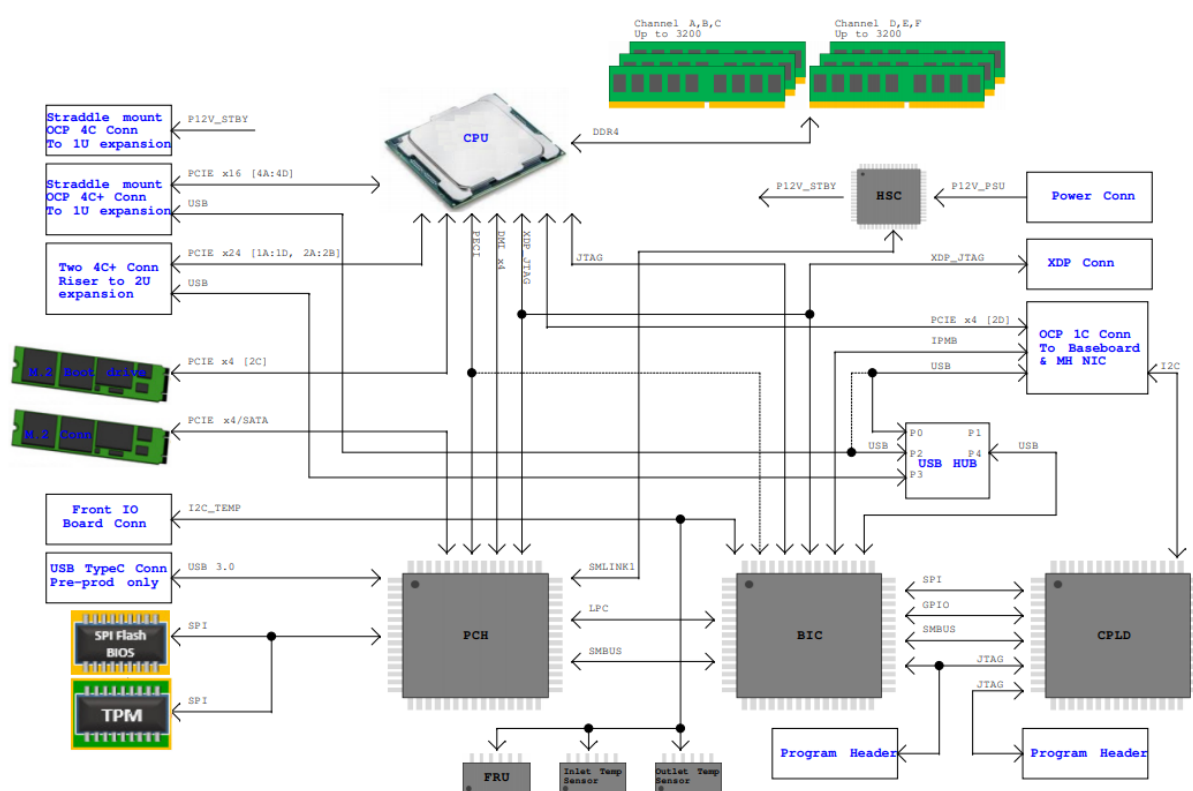 Channel A,B,C
Up to 3200
Channel D,E,F
Up to 3200
Straddle mount
OCP 4C Conn
To 1U expansion
P12V_STBY
CPU
DDR4
Straddle mount
OCP 4C+ Conn
To 1U expansion
PCIE x16 [4A:4D]
USB
P12V_STBY
HSC
P12V_PSU
Power Conn
Two 4C+ Conn
Riser to 2U
expansion
PCIE x24 [1A:1D, 2A:2B]
USB
PECI
DMI x4
XDP_JTAG
JTAG
XDP_JTAG
XDP Conn
PCIE x4 [2D]
IPMB
USB
OCP 1C Conn
To Baseboard
& MH NIC
I2C
M.2 Boot drive
PCIE x4 [2C]
M.2 Conn
PCIE x4/SATA
USB
P0
P1
P2
P4
P3
USB HUB
USB
Front IO
Board Conn
I2C_TEMP
USB TypeC Conn
Pre-prod only
USB 3.0
SMLINK1
LPC
SMBUS
PCH
BIC
SPI
GPIO
SMBUS
JTAG
JTAG
CPLD
SPI Flash
BIOS
SPI
TPM
SPI
FRU
Inlet Temp
Sensor
Outlet Temp
Sensor
Program Header
Program Header